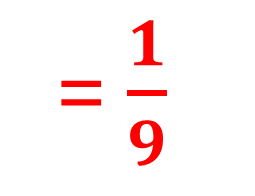 = 1/9